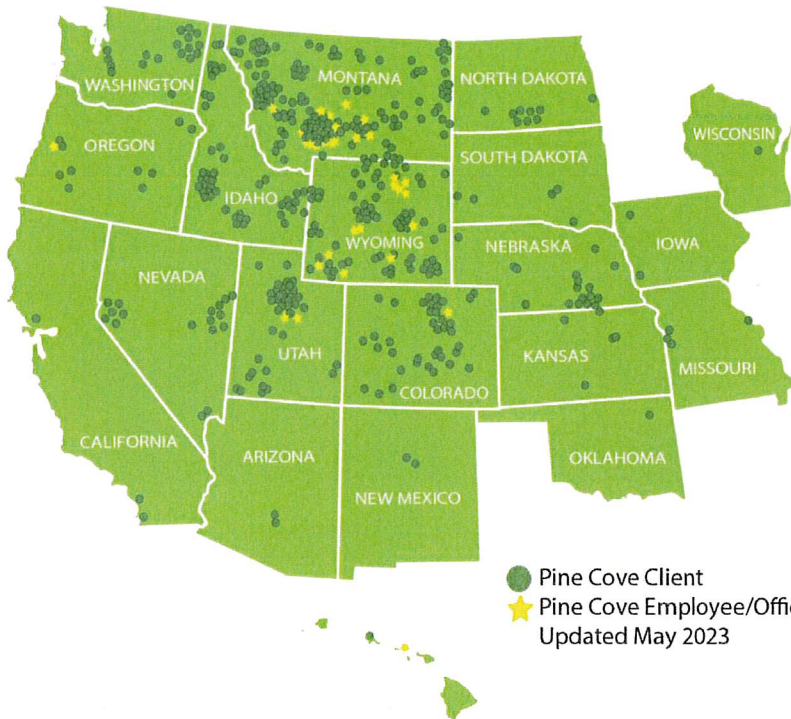 WASHINGTON
MONTANA
NORTH DAKOTA
OREGON
IDAHO
WYOMING
SOUTH DAKOTA
WISCONSIN
NEVADA
UTAH
COLORADO
NEBRASKA
IOWA
KANSAS
MISSOURI
CALIFORNIA
ARIZONA
NEW MEXICO
OKLAHOMA
Pine Cove Client
Pine Cove Employee/Offi
Updated May 2023